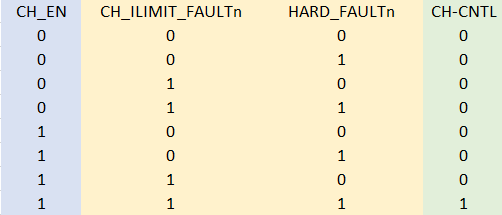 CH_EN CH_ILIMIT_FAULTn HARD_FAULTn CH-CNTL
0 0 0 0
0 0 1 0
0 1 0 0
0 1 1 0
1 0 0 0
1 0 1 0
1 1 0 0
1 1 1 1